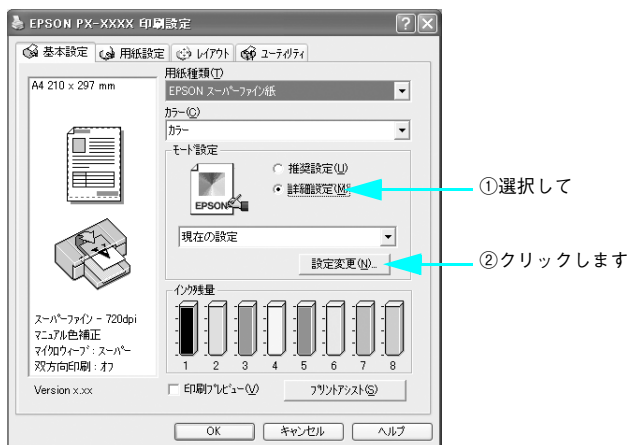 EPSON PX-XXXX 印刷設定
基本設定 用紙設定 レイアウト ユーティリティ
A4 210 x 297 mm
用紙種類(T)
EPSON スーパーファイン紙
カラー(C)
カラー
モード設定
推奨設定(U)
詳細設定(M)
EPSON
①選択して
現在の設定
設定変更(N)...
②クリックします
インク残量
1 2 3 4 5 6 7 8
スーパーファイン - 720dpi
マニュアル色補正
マイクロウィーブ：スーパー
双方向印刷：オフ
Version x.xx
印刷プレビュー(V)
プリントアシスト(S)
OK キャンセル ヘルプ